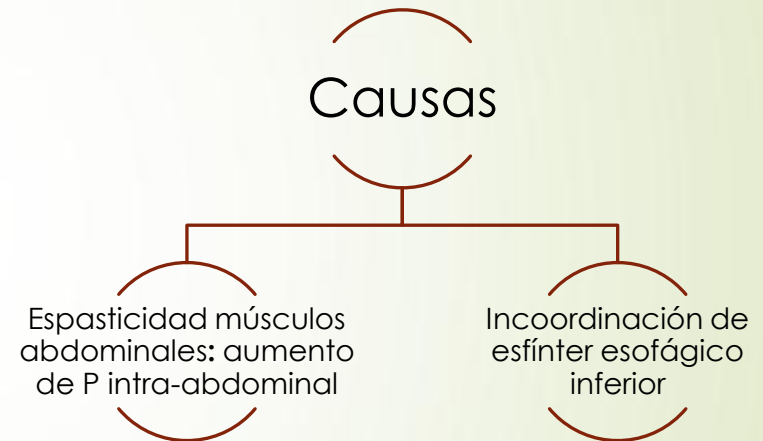 Causas
Espasticidad músculos
abdominales: aumento
de P intra-abdominal
Incoordinación de
esfínter esofágico
inferior